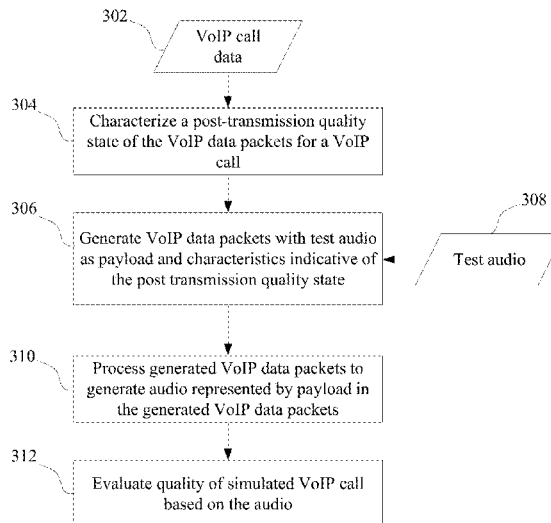 302
VoIP call
data
304
Characterize a post-transmission quality
state of the VoIP data packets for a VoIP
call
306
308
Generate VoIP data packets with test audio
as payload and characteristics indicative of
the post transmission quality state
Test audio
310
Process generated VoIP data packets to
generate audio represented by payload in
the generated VoIP data packets
312
Evaluate quality of simulated VoIP call
based on the audio